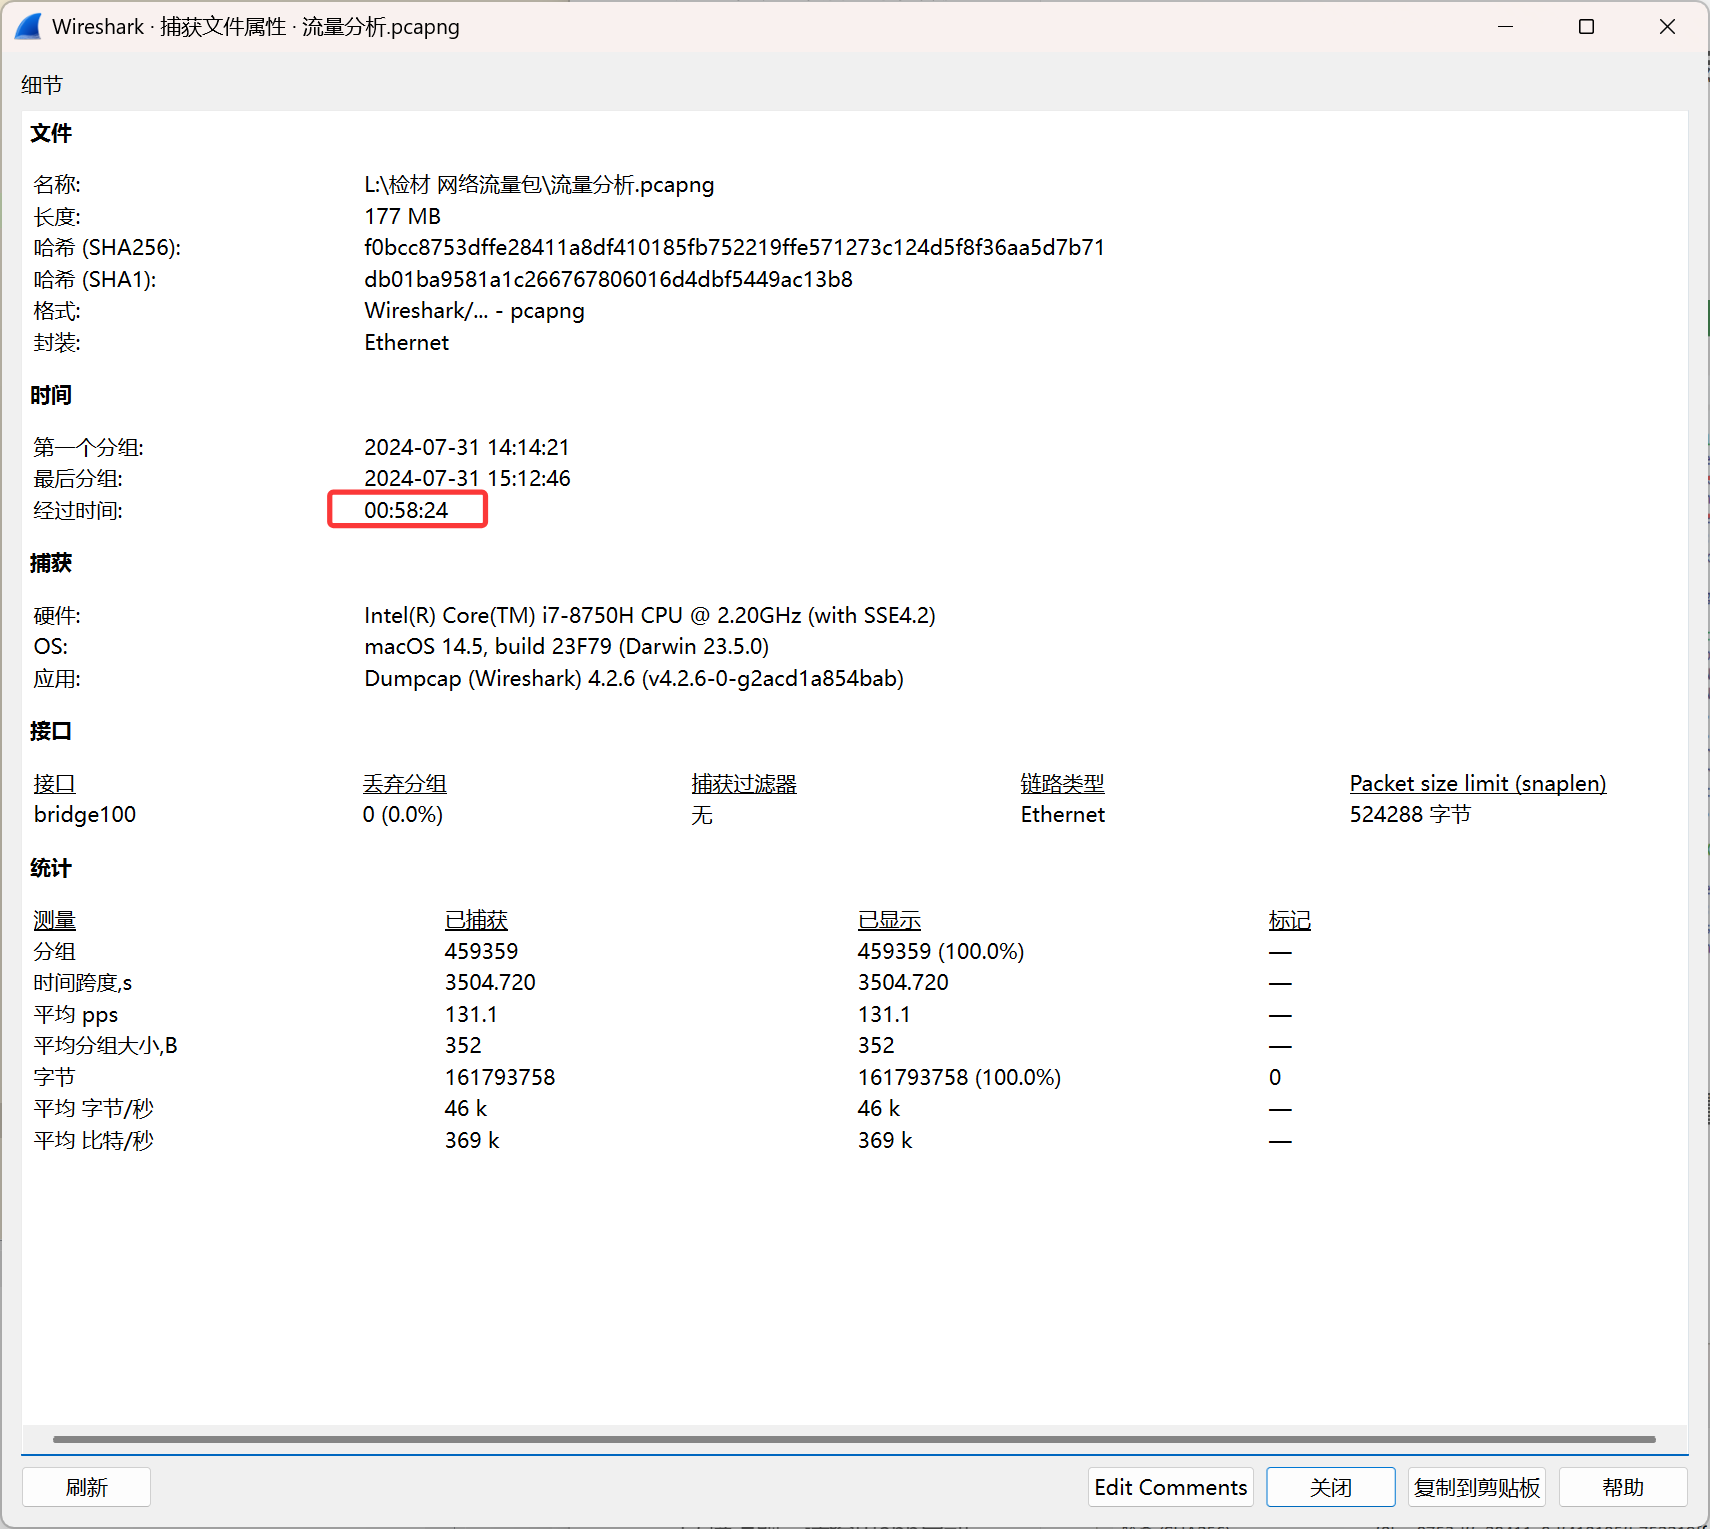 Wireshark · 捕获文件属性 · 流量分析.pcapng
细节
文件
名称: L:\检材 网络流量包\流量分析.pcapng
长度: 177 MB
哈希 (SHA256): f0bcc8753dffe28411a8df410185fb752219ffe571273c124d5f8f36aa5d7b71
哈希 (SHA1): db01ba9581a1c266767806016d4dbf5449ac13b8
格式: Wireshark/... - pcapng
封装: Ethernet
时间
第一个分组: 2024-07-31 14:14:21
最后分组: 2024-07-31 15:12:46
经过时间: 00:58:24
捕获
硬件: Intel(R) Core(TM) i7-8750H CPU @ 2.20GHz (with SSE4.2)
OS: macOS 14.5, build 23F79 (Darwin 23.5.0)
应用: Dumpcap (Wireshark) 4.2.6 (v4.2.6-0-g2acd1a854bab)
接口
接口 丢弃分组 捕获过滤器 链路类型 Packet size limit (snaplen)
bridge100 0 (0.0%) 无 Ethernet 524288 字节
统计
测量 已捕获 已显示 标记
分组 459359 459359 (100.0%) —
时间跨度,s 3504.720 3504.720 —
平均 pps 131.1 131.1 —
平均分组大小,B 352 352 —
字节 161793758 161793758 (100.0%) 0
平均 字节/秒 46 k 46 k —
平均 比特/秒 369 k 369 k —
刷新 Edit Comments 关闭 复制到剪贴板 帮助